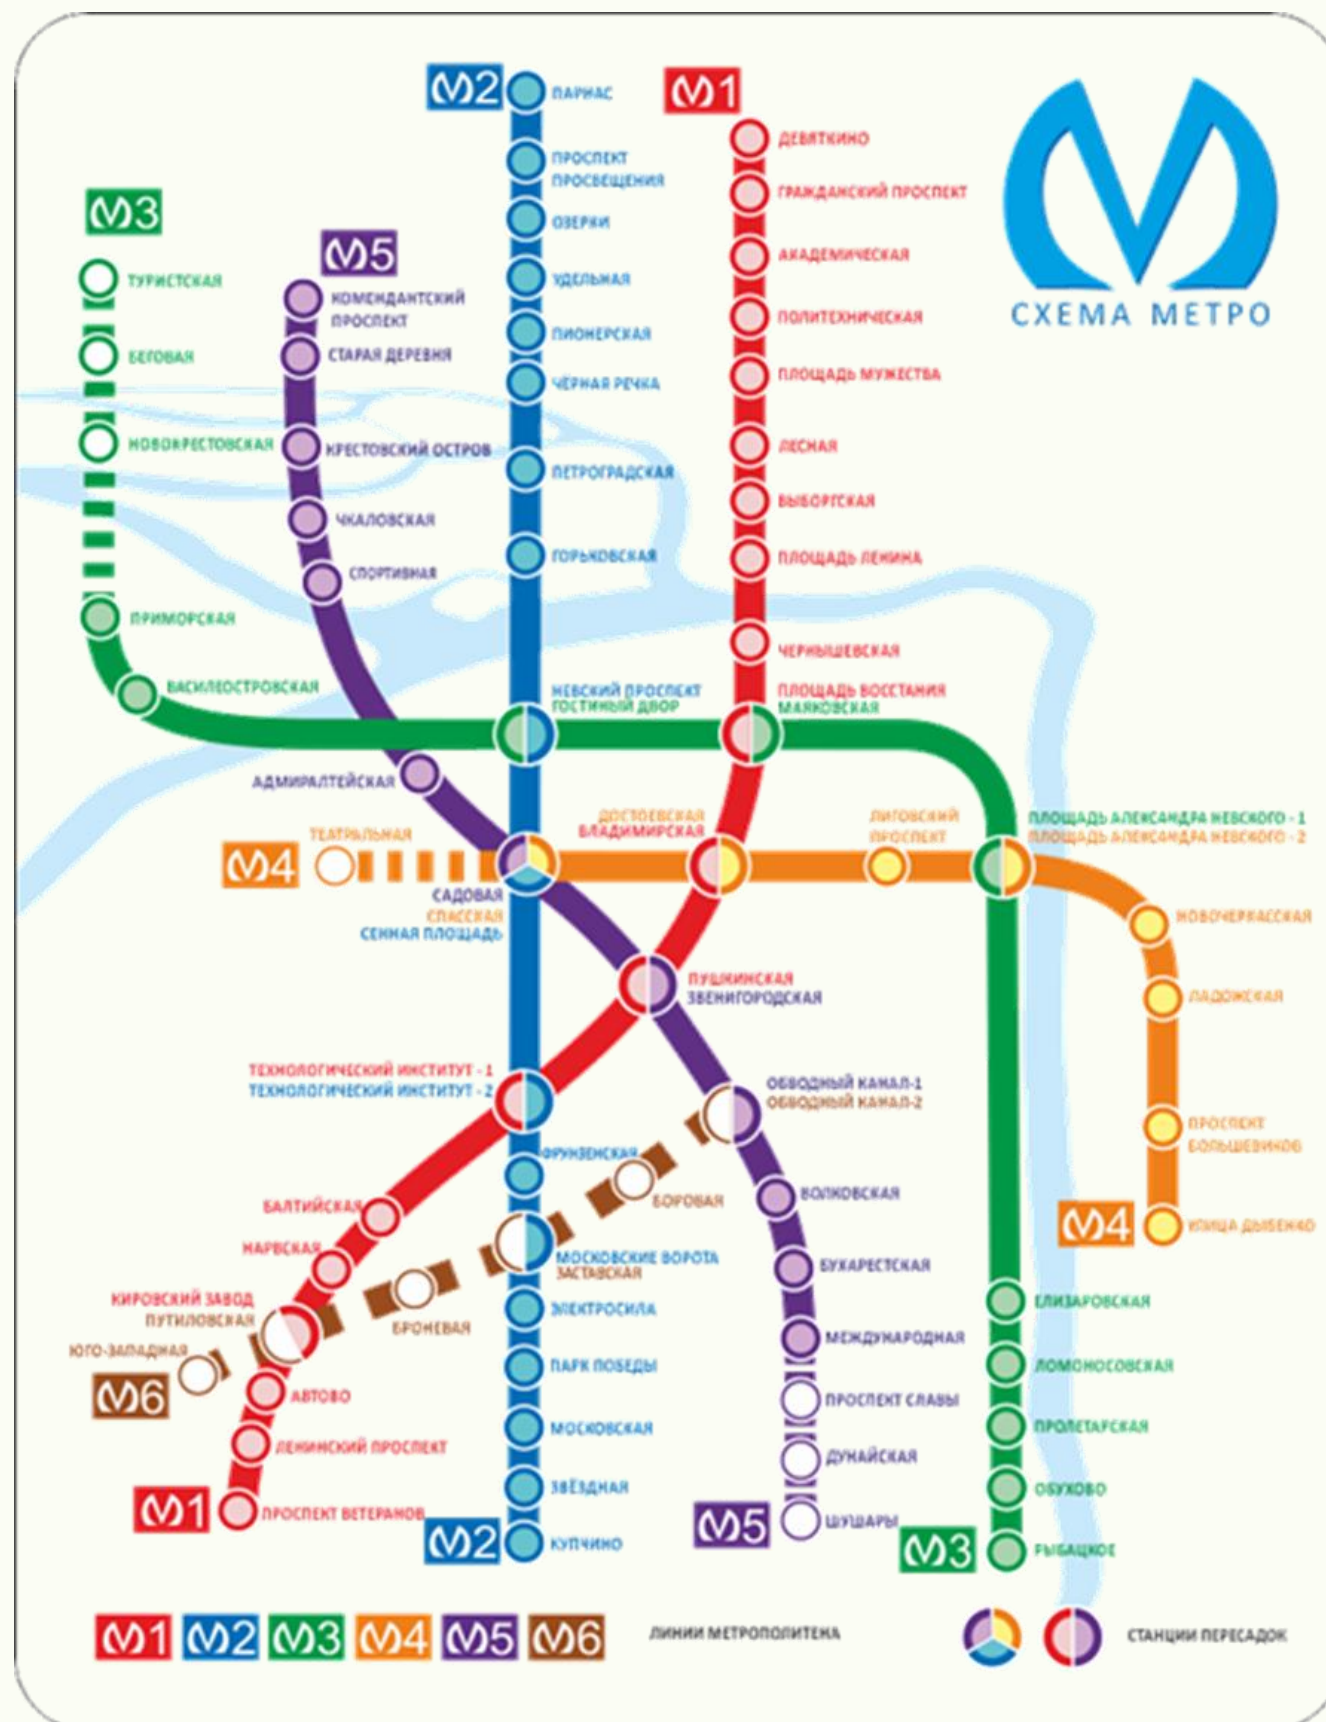 М2
ПАРНАС
ПРОСПЕКТ
ПРОСВЕЩЕНИЯ
ОЗЕРКИ
УДЕЛЬНАЯ
ПИОНЕРСКАЯ
ЧЁРНАЯ РЕЧКА
ПЕТРОГРАДСКАЯ
ГОРЬКОВСКАЯ
НЕВСКИЙ ПРОСПЕКТ
ГОСТИНЫЙ ДВОР
М1
ДЕВЯТКИНО
ГРАЖДАНСКИЙ ПРОСПЕКТ
АКАДЕМИЧЕСКАЯ
ПОЛИТЕХНИЧЕСКАЯ
ПЛОЩАДЬ МУЖЕСТВА
ЛЕСНАЯ
ВЫБОРГСКАЯ
ПЛОЩАДЬ ЛЕНИНА
ЧЕРНЫШЕВСКАЯ
ПЛОЩАДЬ ВОССТАНИЯ
МАЯКОВСКАЯ
СХЕМА МЕТРО
М3
ТУРИСТСКАЯ
БЕГОВАЯ
НОВОКРЕСТОВСКАЯ
ПРИМОРСКАЯ
ВАСИЛЕОСТРОВСКАЯ
М5
КОМЕНДАНТСКИЙ
ПРОСПЕКТ
СТАРАЯ ДЕРЕВНЯ
КРЕСТОВСКИЙ ОСТРОВ
ЧКАЛОВСКАЯ
СПОРТИВНАЯ
АДМИРАЛТЕЙСКАЯ
М4
ТЕАТРАЛЬНАЯ
САДОВАЯ
СПАССКАЯ
СЕННАЯ ПЛОЩАДЬ
ДОСТОЕВСКАЯ
ВЛАДИМИРСКАЯ
ЛИГОВСКИЙ
ПРОСПЕКТ
ПЛОЩАДЬ АЛЕКСАНДРА НЕВСКОГО - 1
ПЛОЩАДЬ АЛЕКСАНДРА НЕВСКОГО - 2
НОВОЧЕРКАССКАЯ
ЛАДОЖСКАЯ
ПРОСПЕКТ
БОЛЬШЕВИКОВ
М4
УЛИЦА ДЫБЕНКО
ПУШКИНСКАЯ
ЗВЕНИГОРОДСКАЯ
ТЕХНОЛОГИЧЕСКИЙ ИНСТИТУТ - 1
ТЕХНОЛОГИЧЕСКИЙ ИНСТИТУТ - 2
ОБВОДНЫЙ КАНАЛ-1
ОБВОДНЫЙ КАНАЛ-2
ФРУНЗЕНСКАЯ
БОРОВАЯ
ВОЛКОВСКАЯ
БАЛТИЙСКАЯ
НАРВСКАЯ
МОСКОВСКИЕ ВОРОТА
ЗАСТАВСКАЯ
БУХАРЕСТСКАЯ
КИРОВСКИЙ ЗАВОД
ПУТИЛОВСКАЯ
БРОНЕВАЯ
ЭЛЕКТРОСИЛА
МЕЖДУНАРОДНАЯ
ЕЛИЗАРОВСКАЯ
ЮГО-ЗАПАДНАЯ
М6
АВТОВО
ПАРК ПОБЕДЫ
ПРОСПЕКТ СЛАВЫ
ЛОМОНОСОВСКАЯ
ЛЕНИНСКИЙ ПРОСПЕКТ
МОСКОВСКАЯ
ДУНАЙСКАЯ
ПРОЛЕТАРСКАЯ
М1
ПРОСПЕКТ ВЕТЕРАНОВ
ЗВЁЗДНАЯ
М5
ШУШАРЫ
ОБУХОВО
М2
КУПЧИНО
М3
РЫБАЦКОЕ
М1 М2 М3 М4 М5 М6
ЛИНИИ МЕТРОПОЛИТЕНА
СТАНЦИИ ПЕРЕСАДОК